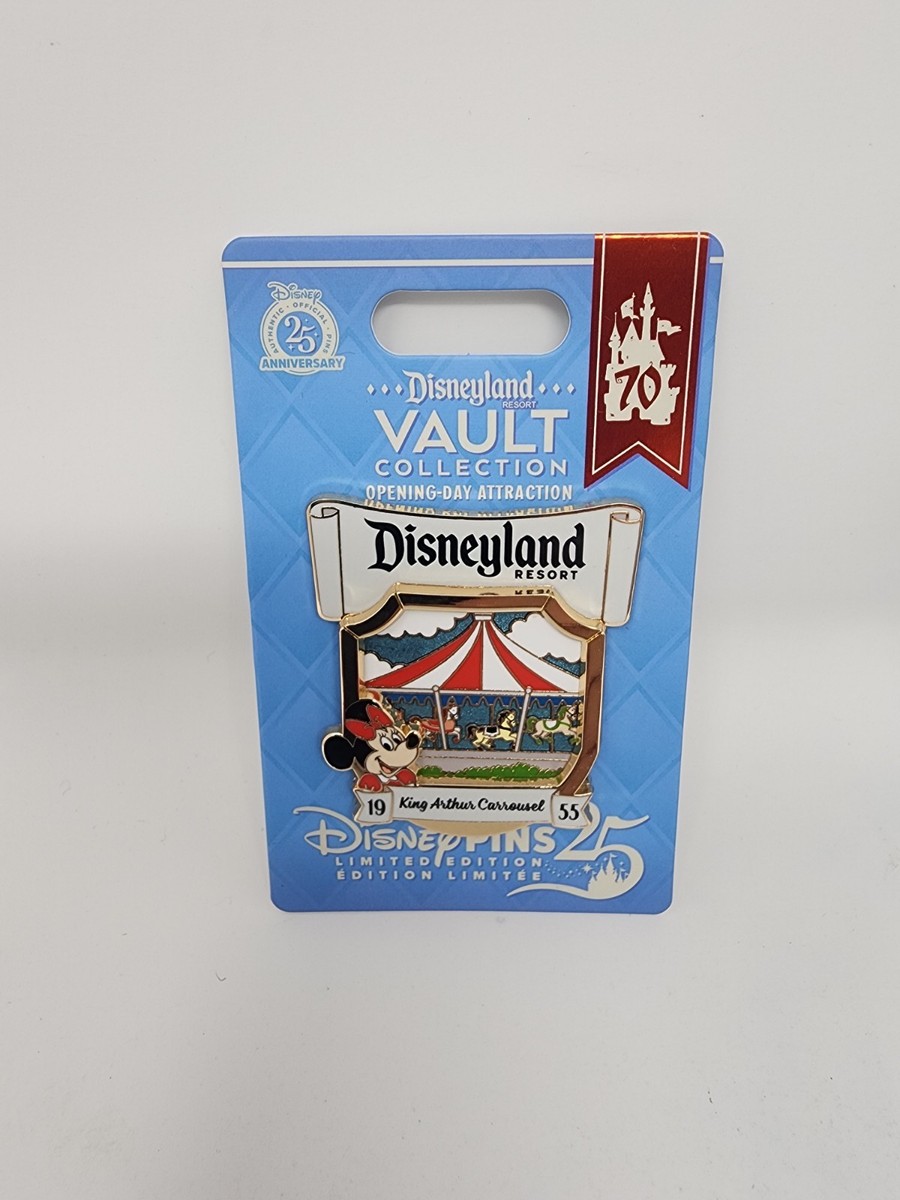 Disney
AUTHENTIC · OFFICIAL · PINS
25
ANNIVERSARY
70
Disneyland
RESORT
VAULT
COLLECTION
OPENING-DAY ATTRACTION
Disneyland
RESORT
19 King Arthur Carrousel 55
Disney PINS 25
LIMITED EDITION
ÉDITION LIMITÉE